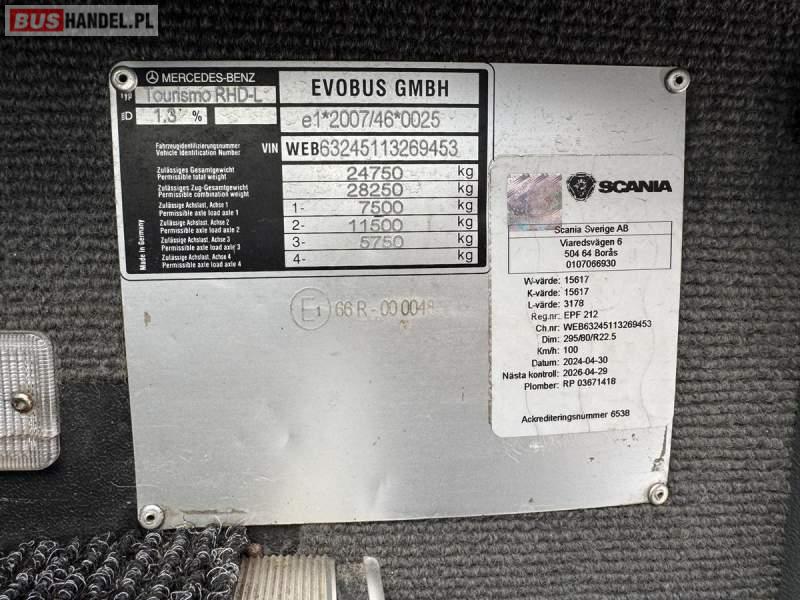 BUSHANDEL.PL
MERCEDES-BENZ
TYP
Tourismo RHD-L
1.3 %
EVOBUS GMBH
e1*2007/46*0025
Fahrzeugidentifizierungsnummer
Vehicle Identification Number
VIN WEB63245113269453
Zulässiges Gesamtgewicht
Permissible total weight
24750 kg
Zulässiges Zug-Gesamtgewicht
Permissible combination weight
28250 kg
Zulässige Achslast, Achse 1
Permissible axle load axle 1
1- 7500 kg
Zulässige Achslast, Achse 2
Permissible axle load axle 2
2- 11500 kg
Zulässige Achslast, Achse 3
Permissible axle load axle 3
3- 5750 kg
Zulässige Achslast, Achse 4
Permissible axle load axle 4
4- kg
Made in Germany
E1 66 R-00 0048
SCANIA
Scania Sverige AB
Viaredsvägen 6
504 64 Borås
0107066930
W-värde: 15617
K-värde: 15617
L-värde: 3178
Reg.nr: EPF 212
Ch.nr: WEB63245113269453
Dim: 295/80/R22.5
Km/h: 100
Datum: 2024-04-30
Nästa kontroll: 2026-04-29
Plomber: RP 03671418
Ackrediteringsnummer 6538